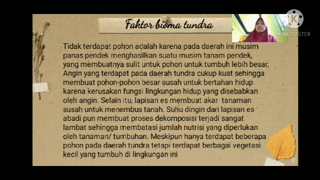 Faktor bioma tundra
Tidak terdapat pohon adalah karena pada daerah ini musim
panas pendek menghasilkan suatu musim tanam pendek,
yang membuatnya sulit untuk pohon untuk tumbuh lebih besar,
Angin yang terdapat pada daerah tundra cukup kuat sehingga
membuat pohon-pohon besar susah untuk bertahan hidup
karena kerusakan fungsi lingkungan hidup yang disebabkan
oleh angin. Selain itu, lapisan es membuat akar tanaman
susah untuk menembus tanah. Suhu dingin dari lapisan es
abadi pun membuat proses dekomposisi terjadi sangat
lambat sehingga membatasi jumlah nutrisi yang diperlukan
oleh tanaman/ tumbuhan. Meskipun hanya terdapat beberapa
pohon pada daerah tundra tetapi terdapat berbagai vegetasi
kecil yang tumbuh di lingkungan ini